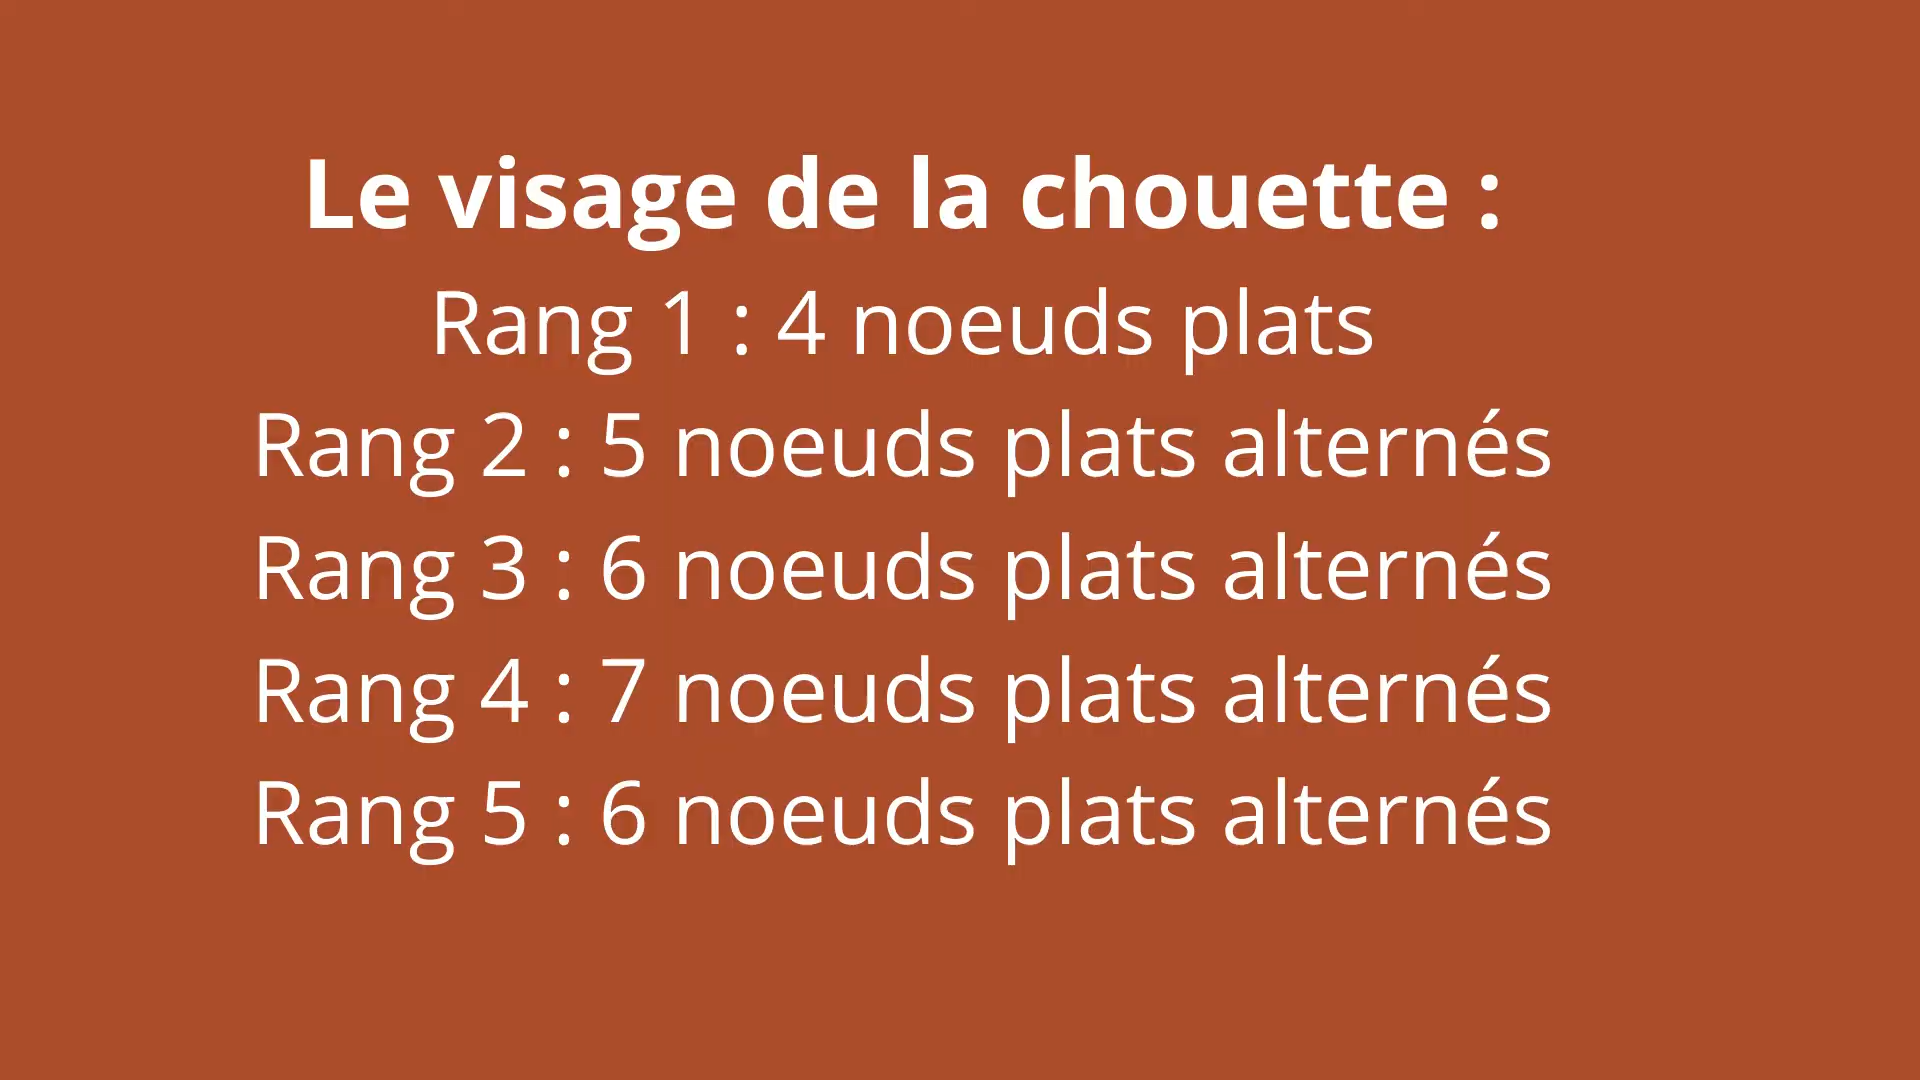 Le visage de la chouette :
Rang 1 : 4 noeuds plats
Rang 2 : 5 noeuds plats alternés
Rang 3 : 6 noeuds plats alternés
Rang 4 : 7 noeuds plats alternés
Rang 5 : 6 noeuds plats alternés